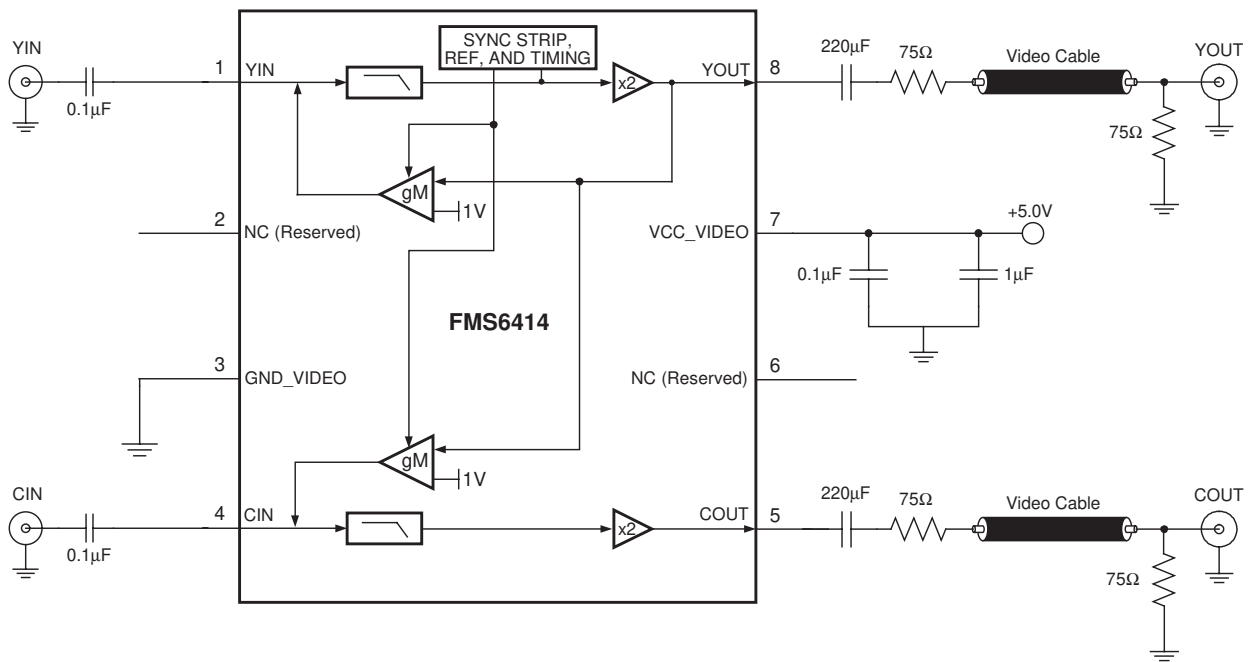 SYNC STRIP,
REF, AND TIMING
YIN
0.1µF
1
YIN
x2
YOUT
8
220µF
75Ω
Video Cable
YOUT
75Ω
gM
1V
2
NC (Reserved)
VCC_VIDEO
7
+5.0V
0.1µF
1µF
FMS6414
3
GND_VIDEO
NC (Reserved)
6
gM
1V
CIN
0.1µF
4
CIN
x2
COUT
5
220µF
75Ω
Video Cable
COUT
75Ω